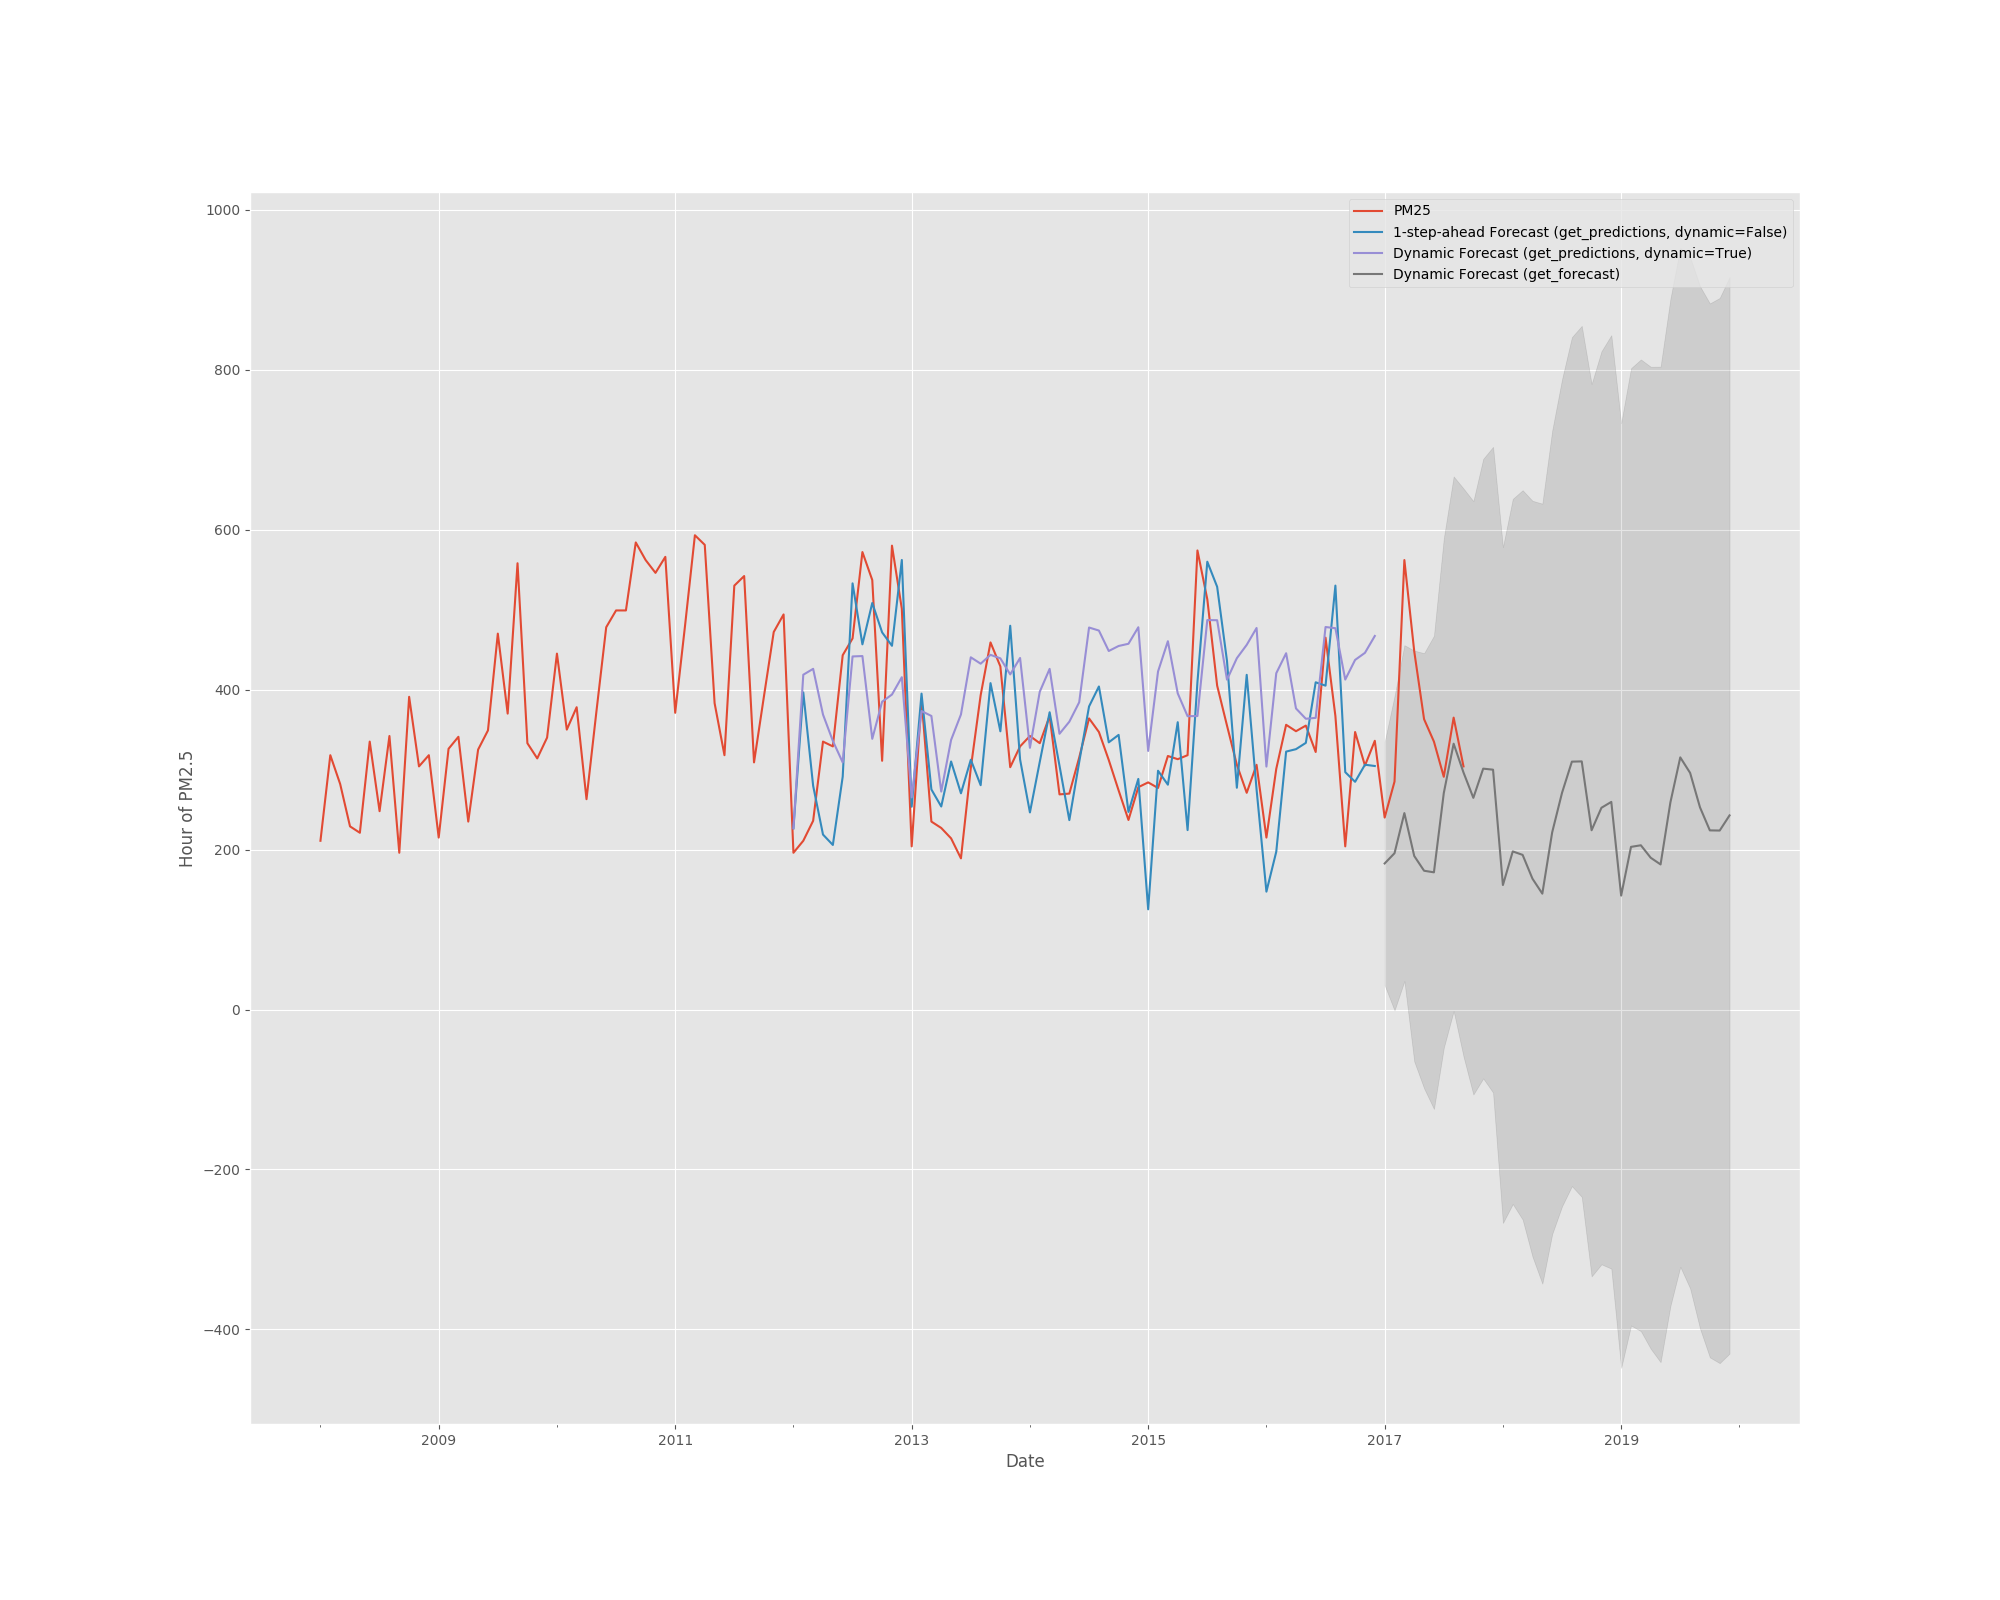 1000
800
600
400
200
0
−200
−400
Hour of PM2.5
PM25
1-step-ahead Forecast (get_predictions, dynamic=False)
Dynamic Forecast (get_predictions, dynamic=True)
Dynamic Forecast (get_forecast)
2009 2011 2013 2015 2017 2019
Date